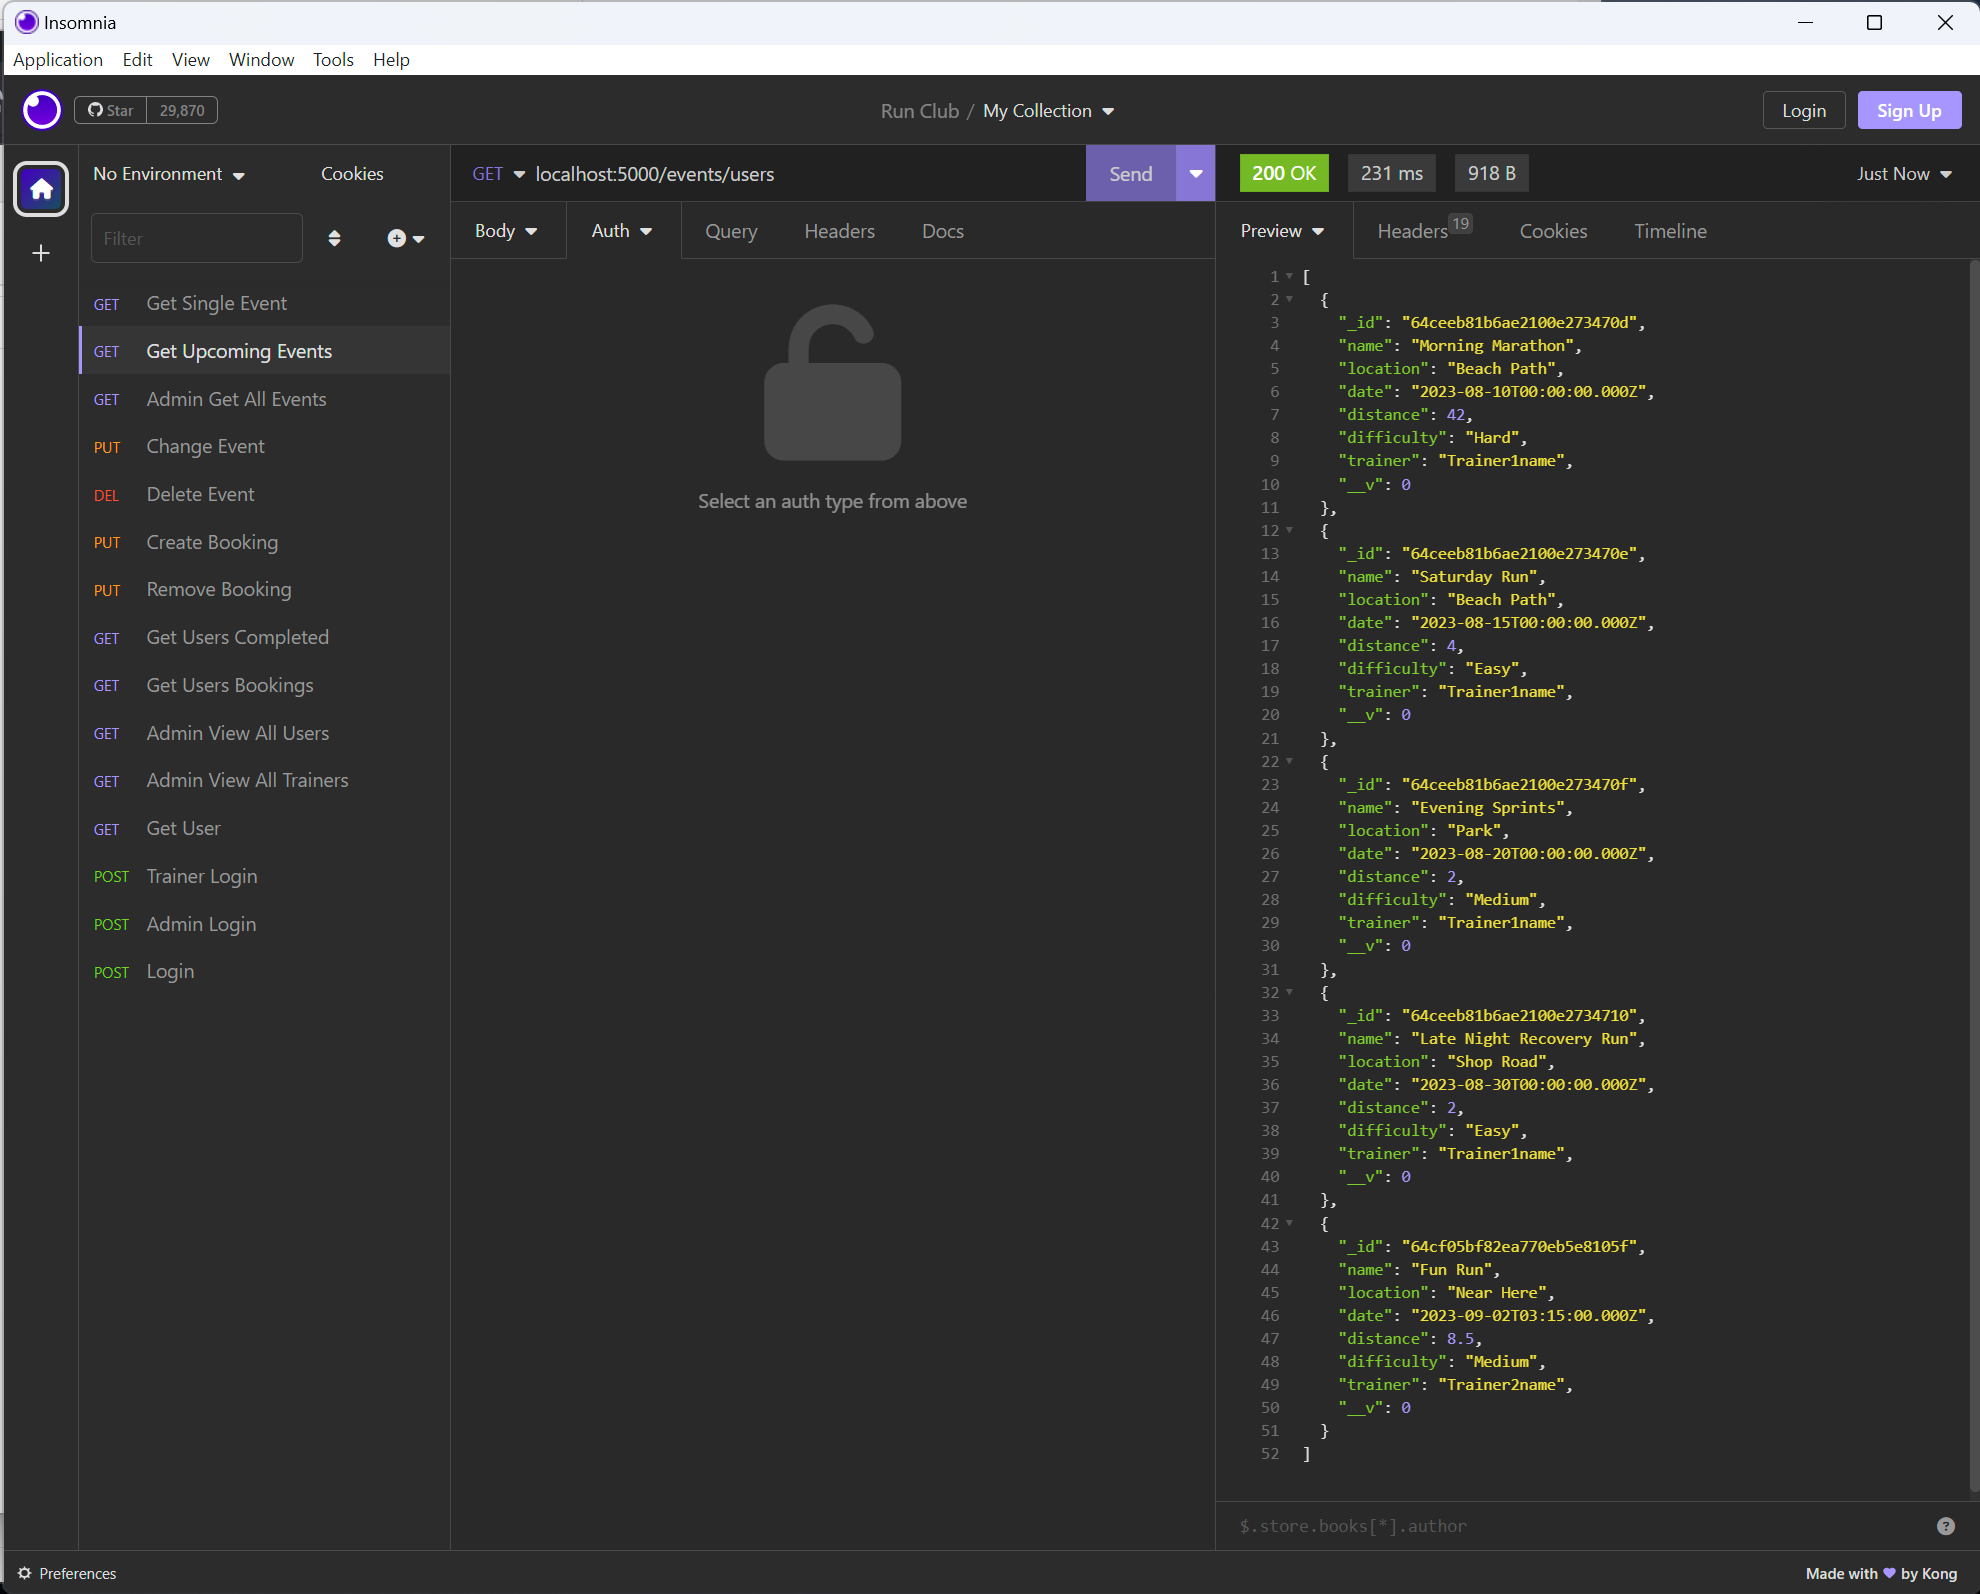 Insomnia
Application Edit View Window Tools Help
Star 29,870
Run Club / My Collection
Login Sign Up
No Environment Cookies
Filter
GET Get Single Event
GET Get Upcoming Events
GET Admin Get All Events
PUT Change Event
DEL Delete Event
PUT Create Booking
PUT Remove Booking
GET Get Users Completed
GET Get Users Bookings
GET Admin View All Users
GET Admin View All Trainers
GET Get User
POST Trainer Login
POST Admin Login
POST Login
GET localhost:5000/events/users Send
Body Auth Query Headers Docs
Select an auth type from above
200 OK 231 ms 918 B Just Now
Preview Headers 19 Cookies Timeline
1 [
2 {
3 "_id": "64ceeb81b6ae2100e273470d",
4 "name": "Morning Marathon",
5 "location": "Beach Path",
6 "date": "2023-08-10T00:00:00.000Z",
7 "distance": 42,
8 "difficulty": "Hard",
9 "trainer": "Trainer1name",
10 "__v": 0
11 },
12 {
13 "_id": "64ceeb81b6ae2100e273470e",
14 "name": "Saturday Run",
15 "location": "Beach Path",
16 "date": "2023-08-15T00:00:00.000Z",
17 "distance": 4,
18 "difficulty": "Easy",
19 "trainer": "Trainer1name",
20 "__v": 0
21 },
22 {
23 "_id": "64ceeb81b6ae2100e273470f",
24 "name": "Evening Sprints",
25 "location": "Park",
26 "date": "2023-08-20T00:00:00.000Z",
27 "distance": 2,
28 "difficulty": "Medium",
29 "trainer": "Trainer1name",
30 "__v": 0
31 },
32 {
33 "_id": "64ceeb81b6ae2100e2734710",
34 "name": "Late Night Recovery Run",
35 "location": "Shop Road",
36 "date": "2023-08-30T00:00:00.000Z",
37 "distance": 2,
38 "difficulty": "Easy",
39 "trainer": "Trainer1name",
40 "__v": 0
41 },
42 {
43 "_id": "64cf05bf82ea770eb5e8105f",
44 "name": "Fun Run",
45 "location": "Near Here",
46 "date": "2023-09-02T03:15:00.000Z",
47 "distance": 8.5,
48 "difficulty": "Medium",
49 "trainer": "Trainer2name",
50 "__v": 0
51 }
52 ]
$.store.books[*].author
Preferences
Made with 💜 by Kong